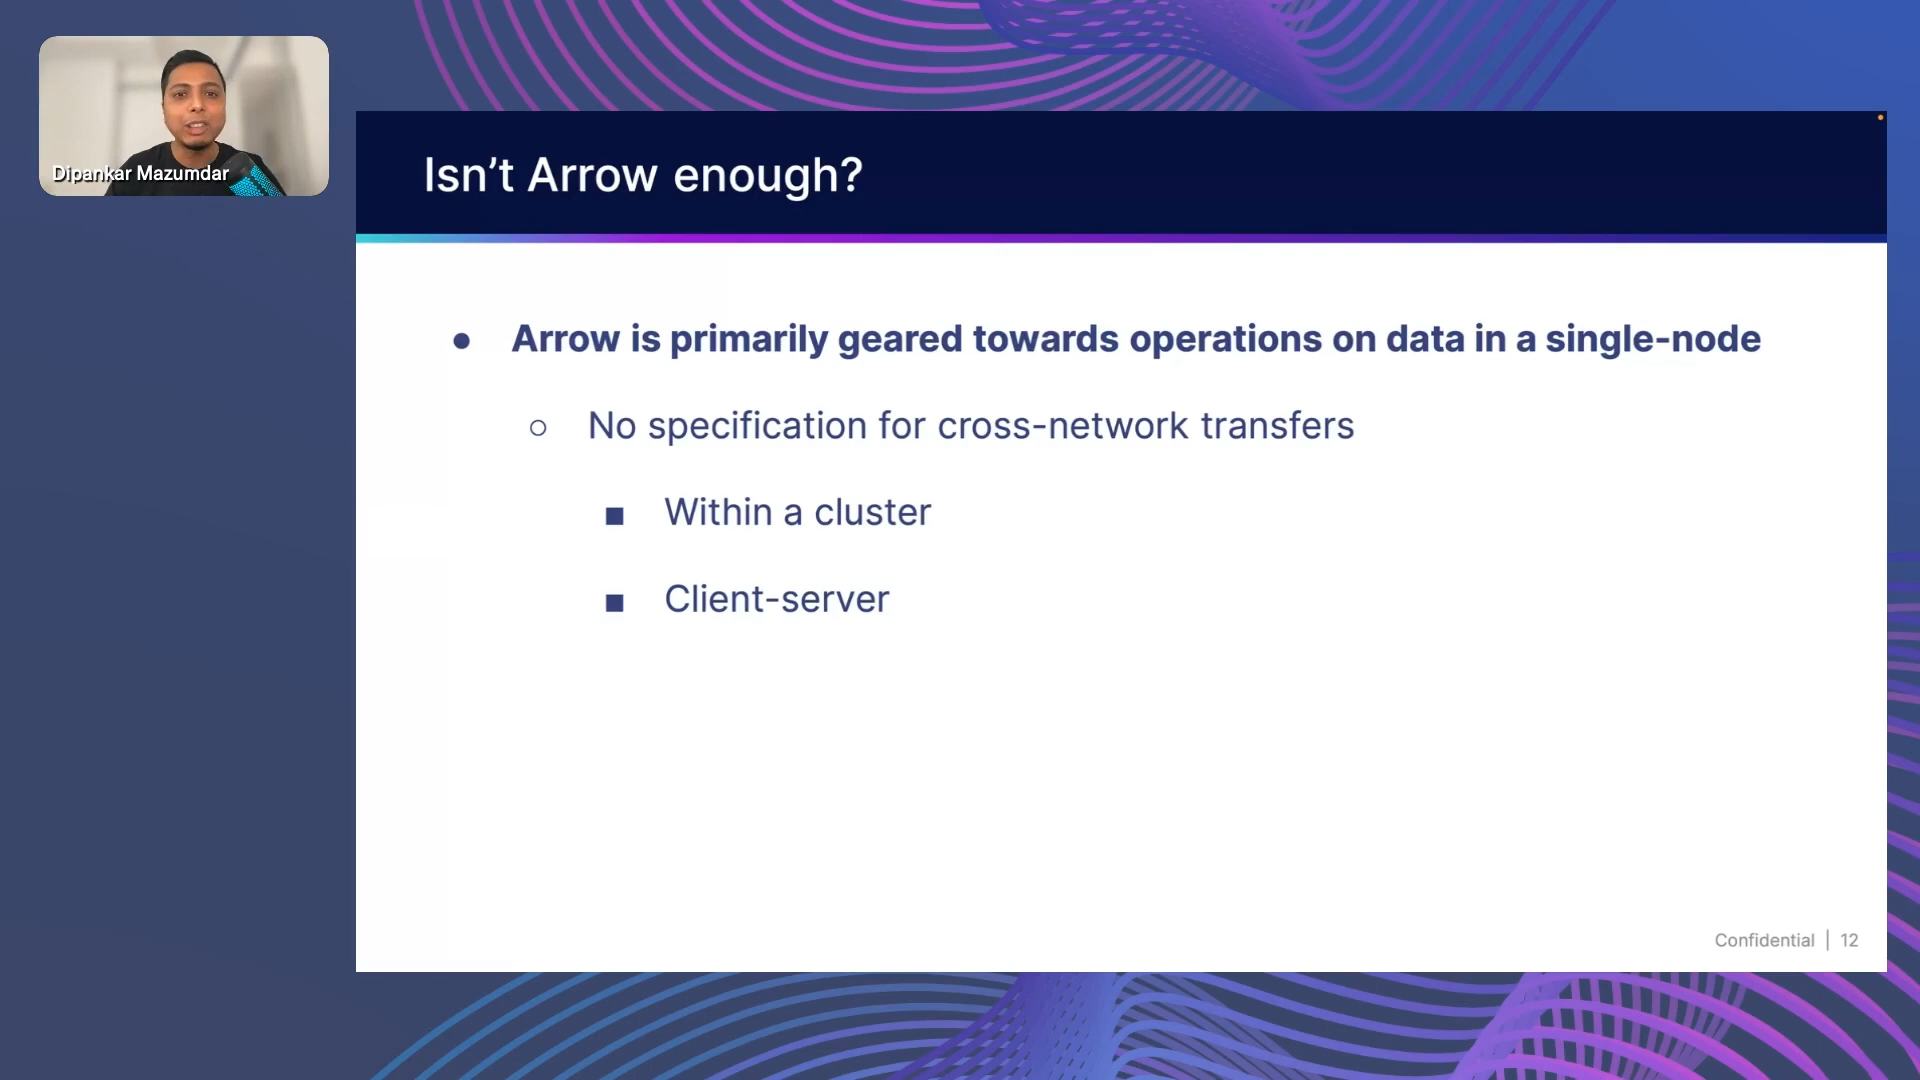 Dipankar Mazumdar
Isn’t Arrow enough?
● Arrow is primarily geared towards operations on data in a single-node
○ No specification for cross-network transfers
■ Within a cluster
■ Client-server
Confidential | 12